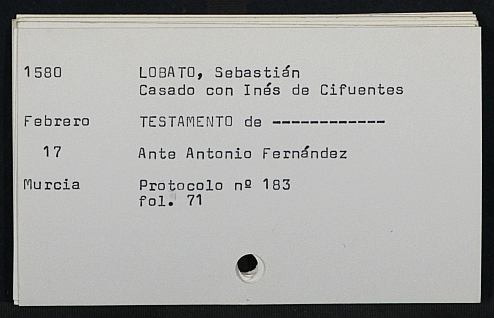 1580 LOBATO, Sebastián
Casado con Inés de Cifuentes
Febrero TESTAMENTO de ------------
17 Ante Antonio Fernández
Murcia Protocolo nº 183
fol. 71